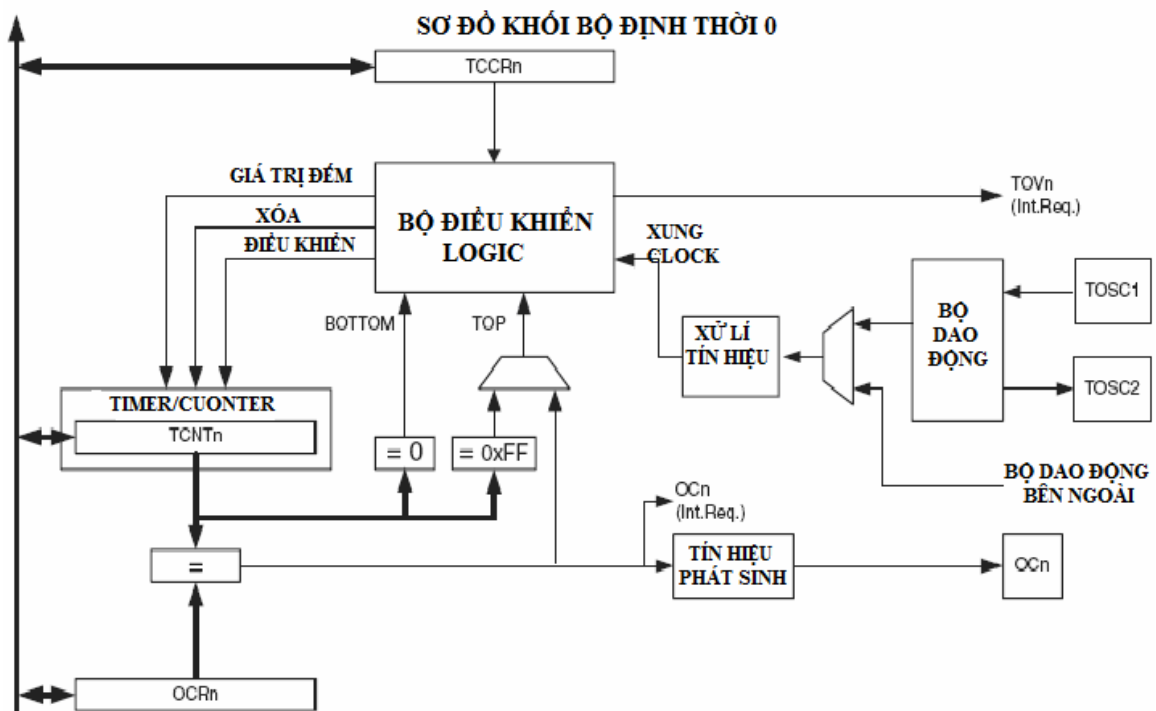 SƠ ĐỒ KHỐI BỘ ĐỊNH THỜI 0
TCCRn
GIÁ TRỊ ĐẾM
XÓA
ĐIỀU KHIỂN
BỘ ĐIỀU KHIỂN
LOGIC
TOVn
(Int.Req.)
XUNG
CLOCK
BOTTOM
TOP
XỬ LÍ
TÍN HIỆU
BỘ
DAO
ĐỘNG
TOSC1
TOSC2
TIMER/CUONTER
TCNTn
= 0
= 0xFF
BỘ DAO ĐỘNG
BÊN NGOÀI
OCn
(Int.Req.)
=
TÍN HIỆU
PHÁT SINH
OCn
OCRn